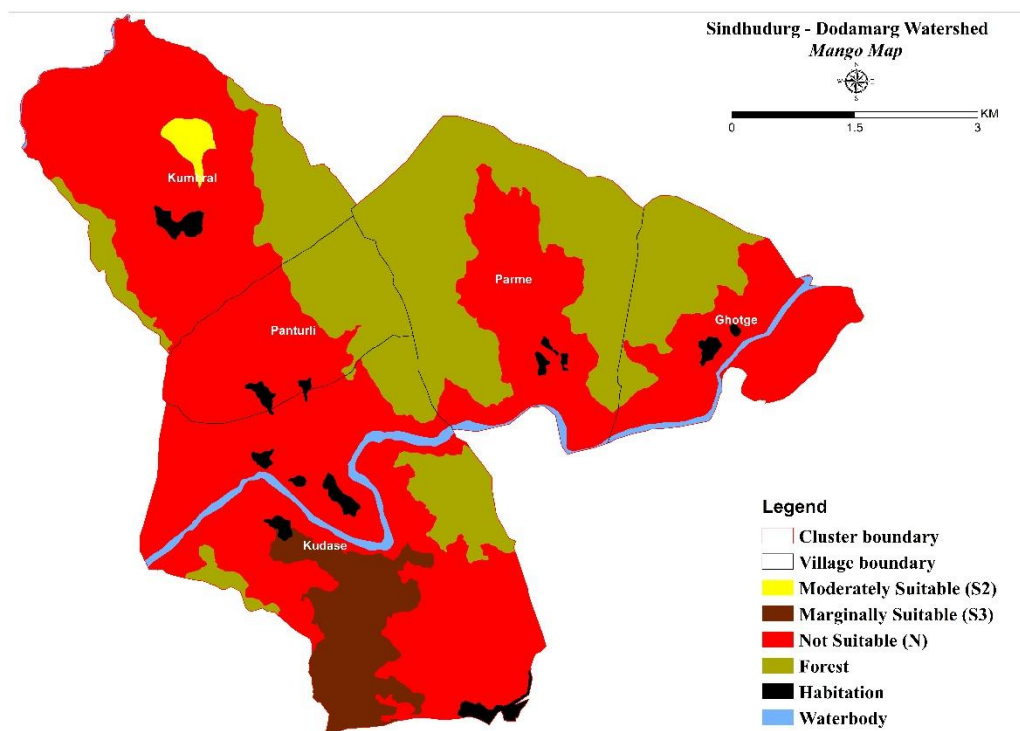 Sindhudurg - Dodamarg Watershed
Mango Map
N
W E
S
KM
0 1.5 3
Kumbral
Parme
Panturli
Ghotge
Kudase
Legend
Cluster boundary
Village boundary
Moderately Suitable (S2)
Marginally Suitable (S3)
Not Suitable (N)
Forest
Habitation
Waterbody